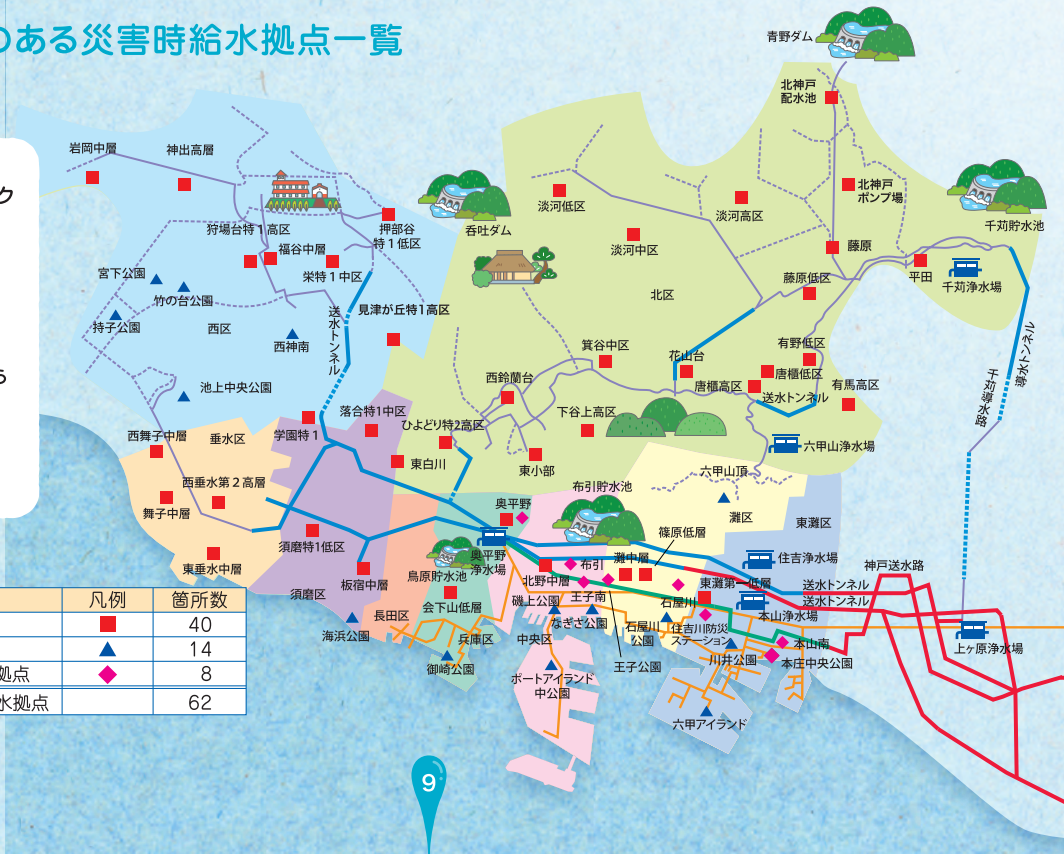 のある災害時給水拠点一覧
ク
ら
青野ダム
北神戸
配水池
岩岡中層
神出高層
狩場台特1高区
押部谷
特1低区
福谷中層
栄特1中区
宮下公園
竹の台公園
持子公園
西区
西神南
送水トンネル
見津が丘特1高区
池上中央公園
呑吐ダム
淡河低区
淡河中区
淡河高区
北神戸
ポンプ場
藤原
藤原低区
平田
千苅貯水池
千苅浄水場
導水トンネル
千苅導水路
北区
箕谷中区
花山台
有野低区
唐櫃低区
唐櫃高区
送水トンネル
有馬高区
西鈴蘭台
下谷上高区
六甲山浄水場
東小部
落合特1中区
ひよどり特2高区
東白川
学園特1
西舞子中層
垂水区
西垂水第2高層
舞子中層
東垂水中層
須磨特1低区
須磨区
板宿中層
海浜公園
長田区
奥平野
奥平野
浄水場
烏原貯水池
会下山低層
兵庫区
御崎公園
布引貯水池
布引
北野中層
王子南
磯上公園
なぎさ公園
中央区
ポートアイランド
中公園
六甲山頂
灘区
篠原低層
灘中層
石屋川
石屋川
公園
王子公園
東灘区
住吉浄水場
東灘第一低層
本山浄水場
住吉川防災
ステーション
川井公園
本山南
本庄中央公園
六甲アイランド
送水トンネル
送水トンネル
神戸送水路
上ヶ原浄水場
凡例 箇所数
40
14
拠点 8
水拠点 62
9